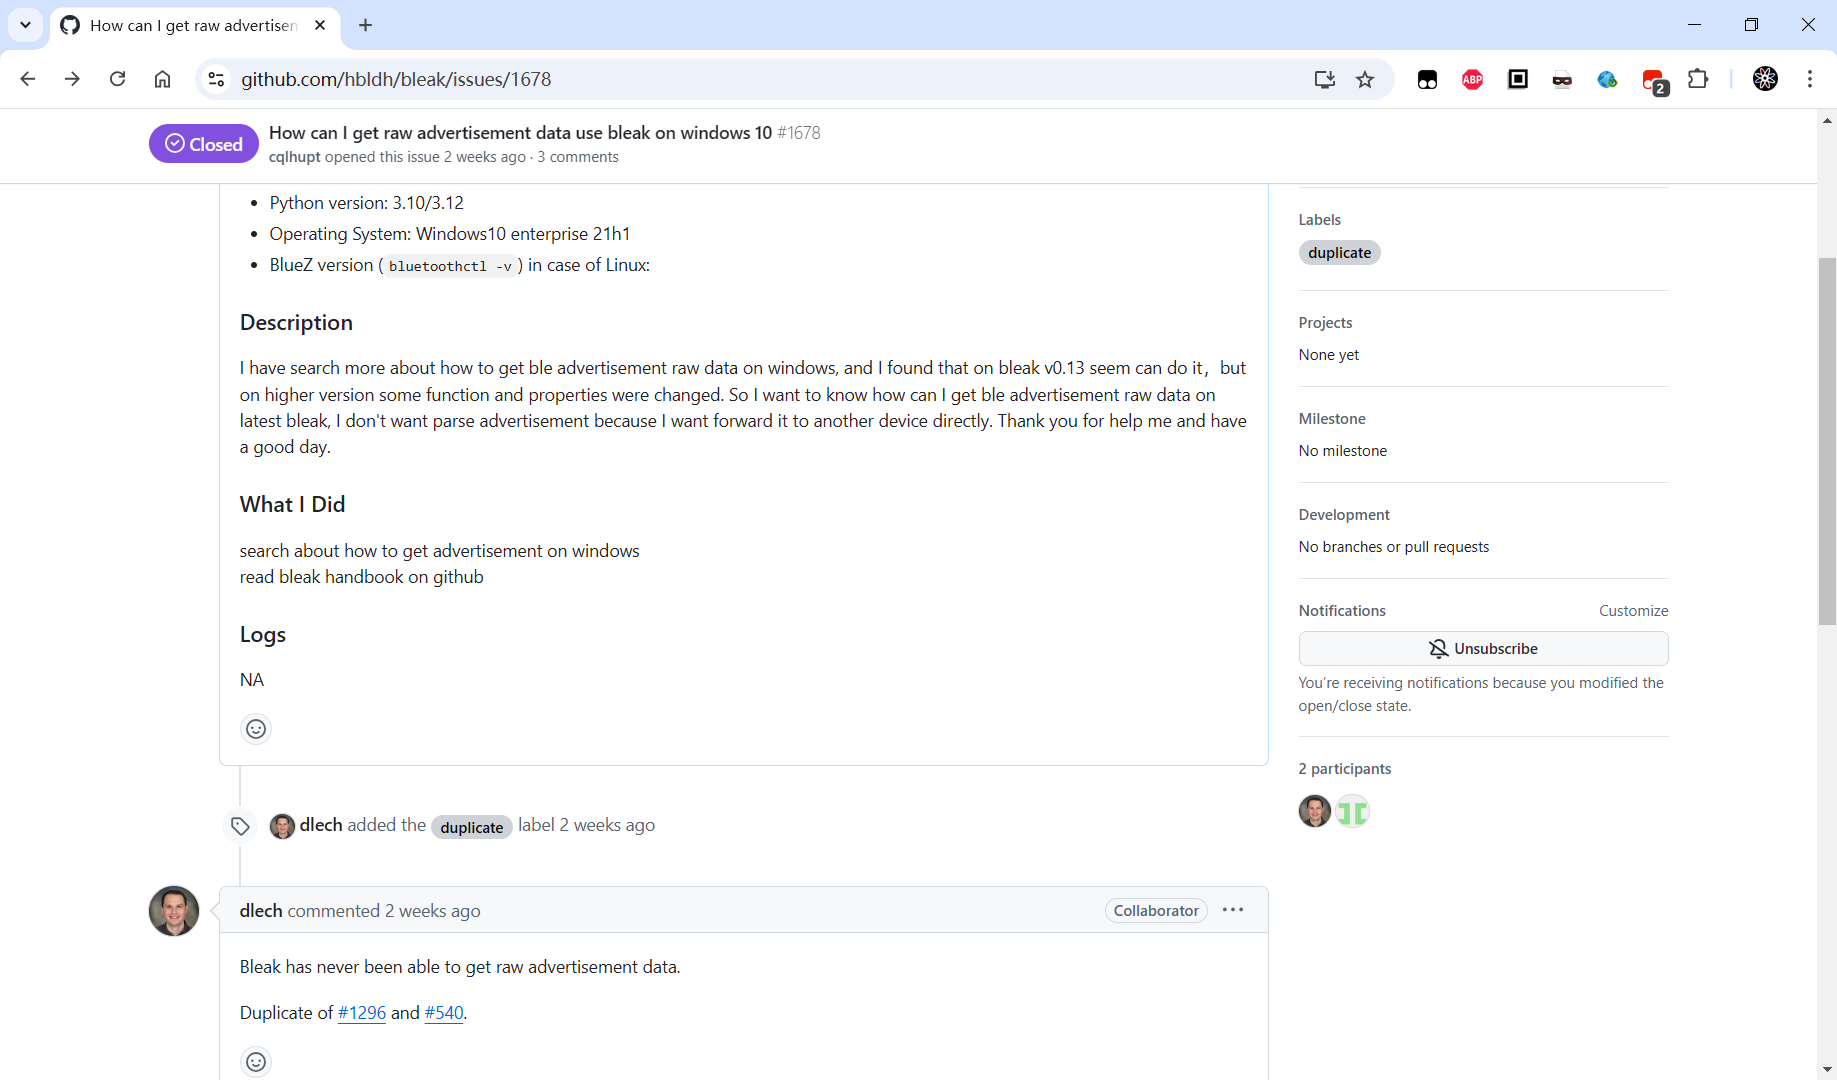 How can I get raw advertisen
github.com/hbldh/bleak/issues/1678
ABP
2
Closed
How can I get raw advertisement data use bleak on windows 10 #1678
cqlhupt opened this issue 2 weeks ago · 3 comments
Python version: 3.10/3.12
Operating System: Windows10 enterprise 21h1
BlueZ version (bluetoothctl -v) in case of Linux:
Description
I have search more about how to get ble advertisement raw data on windows, and I found that on bleak v0.13 seem can do it，but
on higher version some function and properties were changed. So I want to know how can I get ble advertisement raw data on
latest bleak, I don't want parse advertisement because I want forward it to another device directly. Thank you for help me and have
a good day.
What I Did
search about how to get advertisement on windows
read bleak handbook on github
Logs
NA
dlech added the duplicate label 2 weeks ago
dlech commented 2 weeks ago
Collaborator
Bleak has never been able to get raw advertisement data.
Duplicate of #1296 and #540.
Labels
duplicate
Projects
None yet
Milestone
No milestone
Development
No branches or pull requests
Notifications
Customize
Unsubscribe
You're receiving notifications because you modified the
open/close state.
2 participants